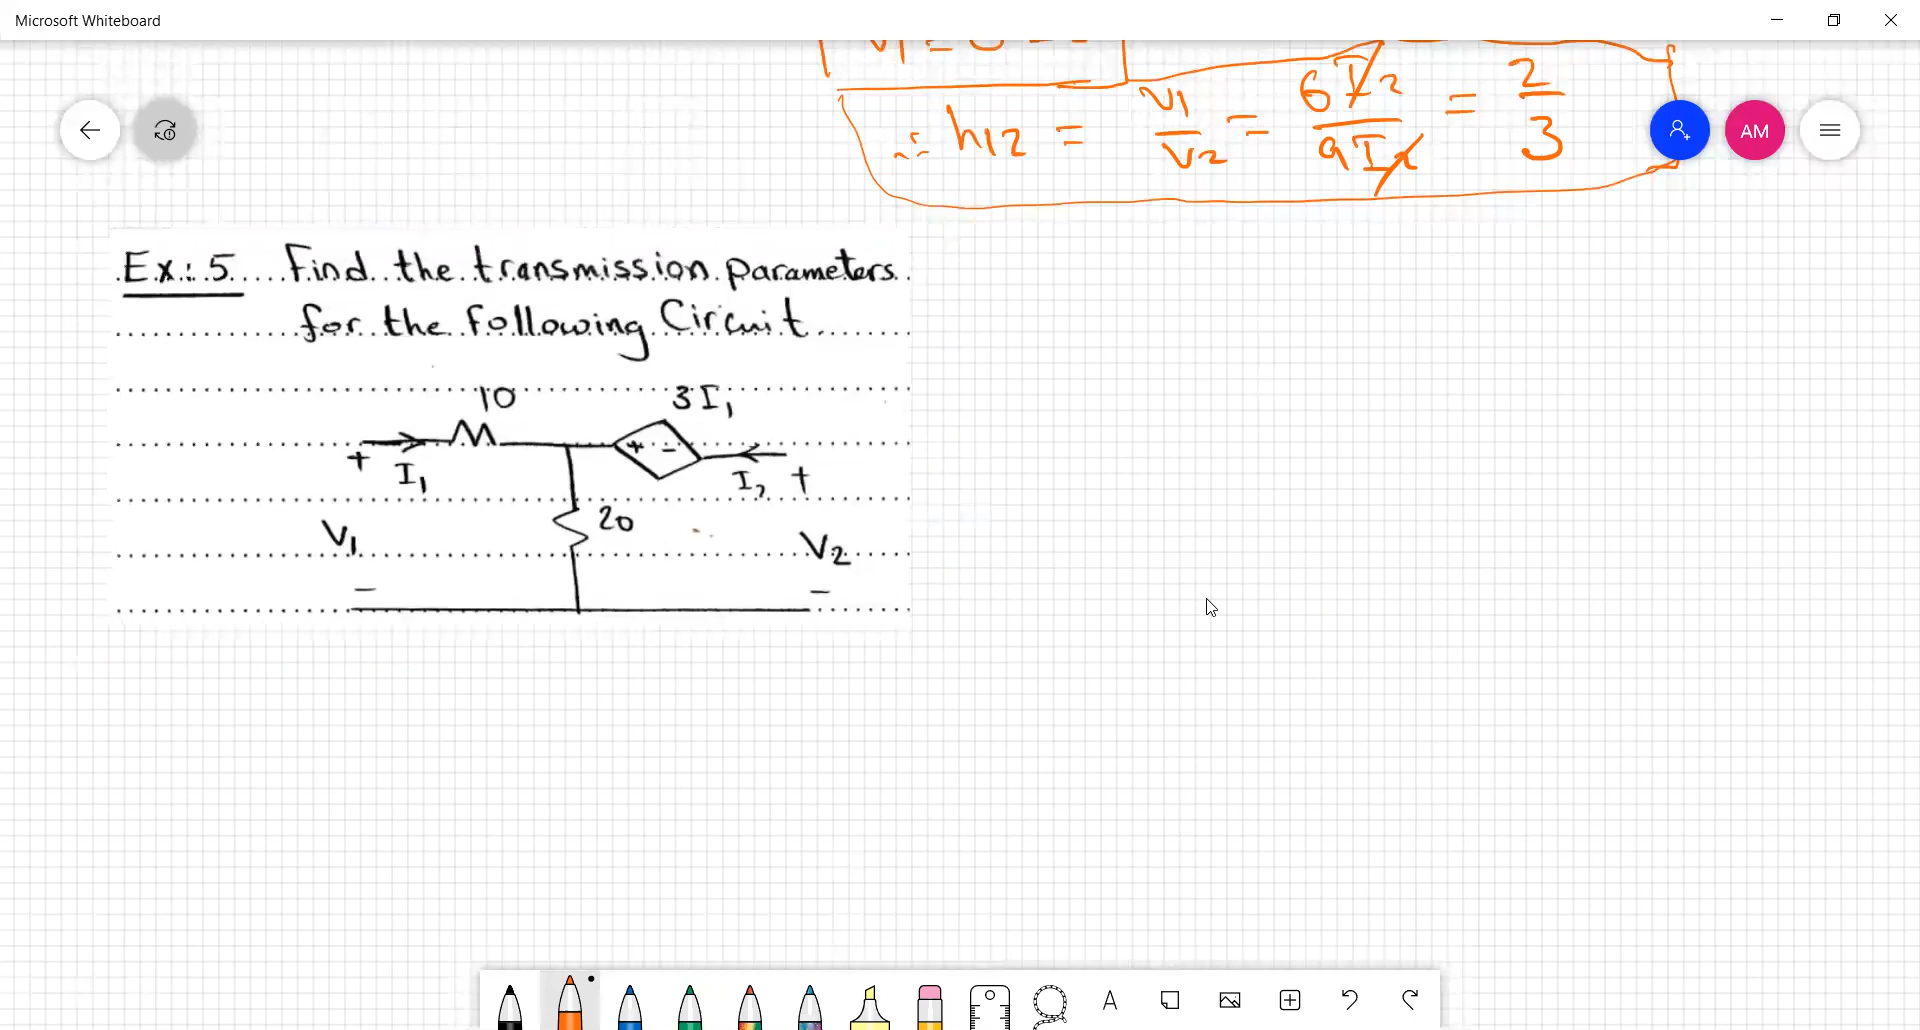 Microsoft Whiteboard
∴ h12 = V1/V2 = 6I2/9I2 = 2/3
AM
Ex: 5 Find the transmission parameters
for the following Circuit
10
3I1
+ -
+
I1
I2 +
20
V1
V2
-
-
A